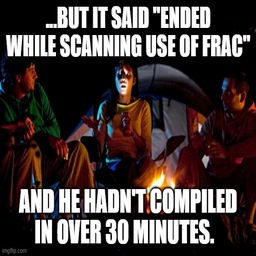 ...BUT IT SAID "ENDED
WHILE SCANNING USE OF FRAC"
AND HE HADN'T COMPILED
IN OVER 30 MINUTES.
imgflip.com